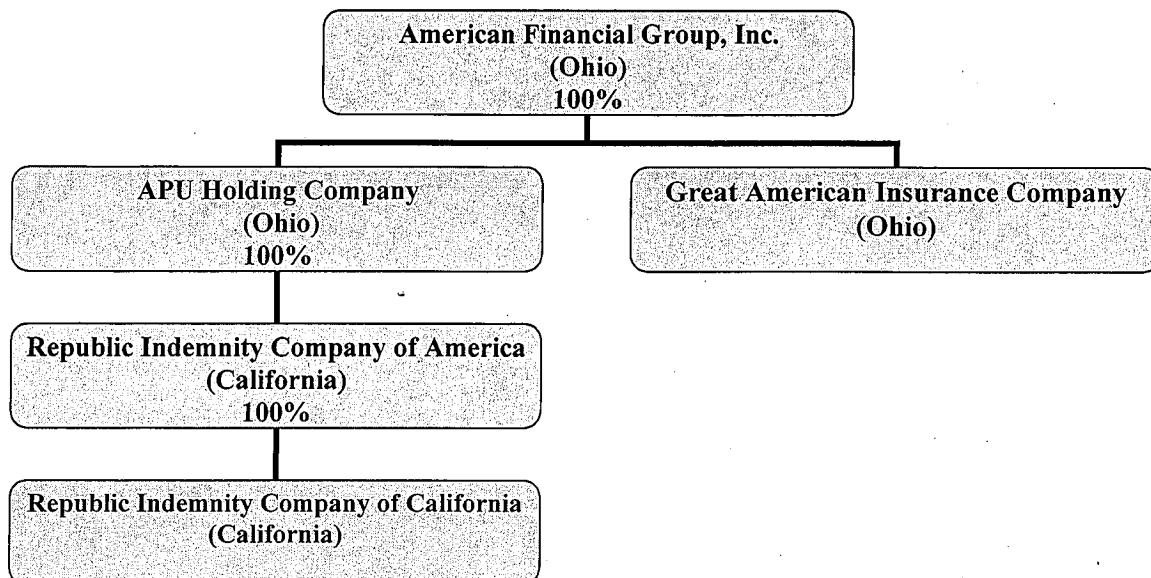 American Financial Group, Inc.
(Ohio)
100%
APU Holding Company
(Ohio)
100%
Great American Insurance Company
(Ohio)
Republic Indemnity Company of America
(California)
100%
Republic Indemnity Company of California
(California)